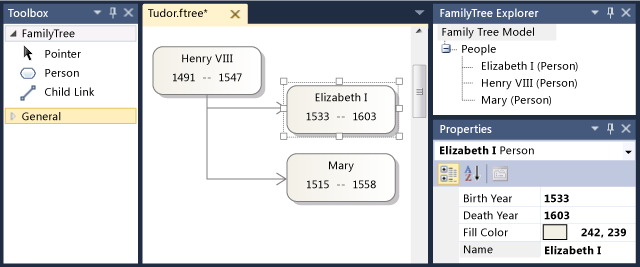 Toolbox
FamilyTree
Pointer
Person
Child Link
General
Tudor.ftree*
Henry VIII
1491 -- 1547
Elizabeth I
1533 -- 1603
Mary
1515 -- 1558
FamilyTree Explorer
Family Tree Model
People
Elizabeth I (Person)
Henry VIII (Person)
Mary (Person)
Properties
Elizabeth I Person
Birth Year 1533
Death Year 1603
Fill Color 242, 239
Name Elizabeth I